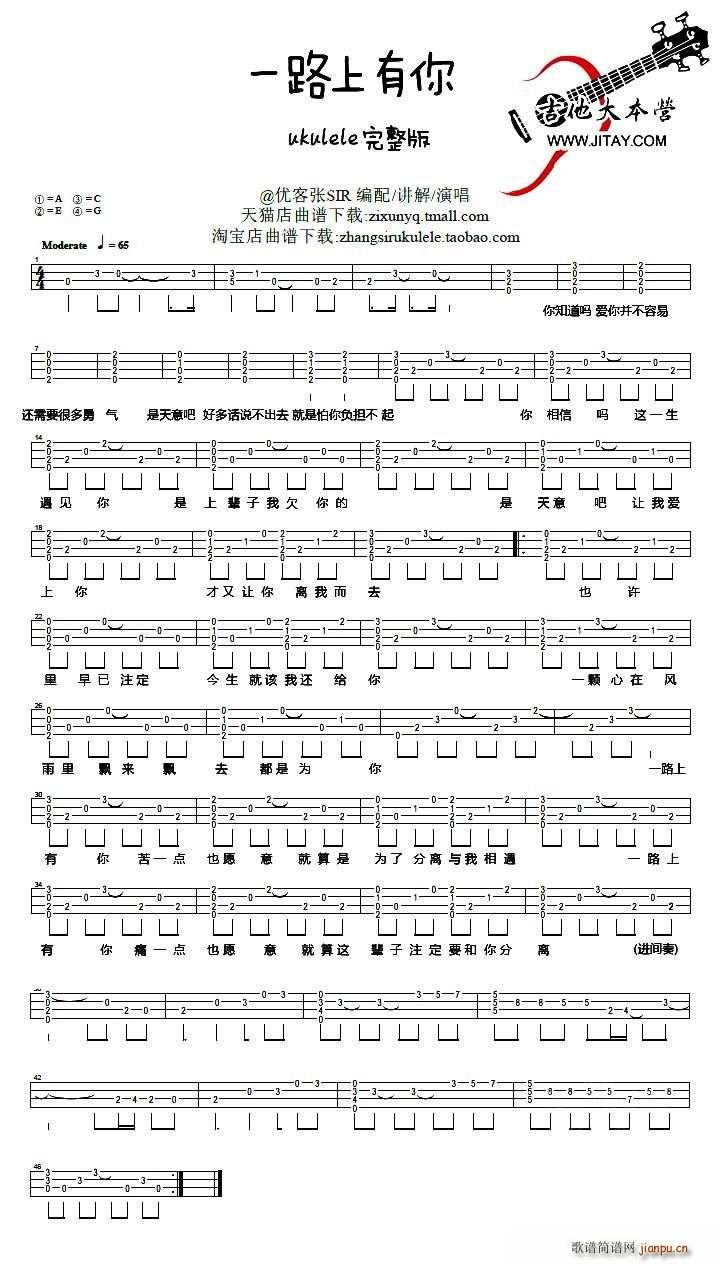 一路上有你
ukulele完整版
吉他大本营
WWW.JITAY.COM
①=A ③=C
②=E ④=G
@优客张SIR 编配/讲解/演唱
天猫店曲谱下载:zixunyq.tmall.com
淘宝店曲谱下载:zhangsirukulele.taobao.com
Moderate ♩= 65
你知道吗 爱你并不容易
还需要很多勇 气 是天意吧 好多话说不出去 就是怕你负担不 起 你 相信 吗 这一生
遇见 你 是 上 辈子我欠 你的 是 天意 吧 让我爱
上 你 才又让你 离我而 去 也 许
里 早已 注定 今生 就该 我还 给 你 一颗 心在 风
雨里 飘来 飘 去 都是 为 你 一路上
有 你 苦一点 也愿 意 就算是 为了 分离与我相遇 一路上
有 你 痛一点 也愿 意 就算这 辈子注定要和你分 离 (进间奏)
歌谱简谱网 jianpu.cn